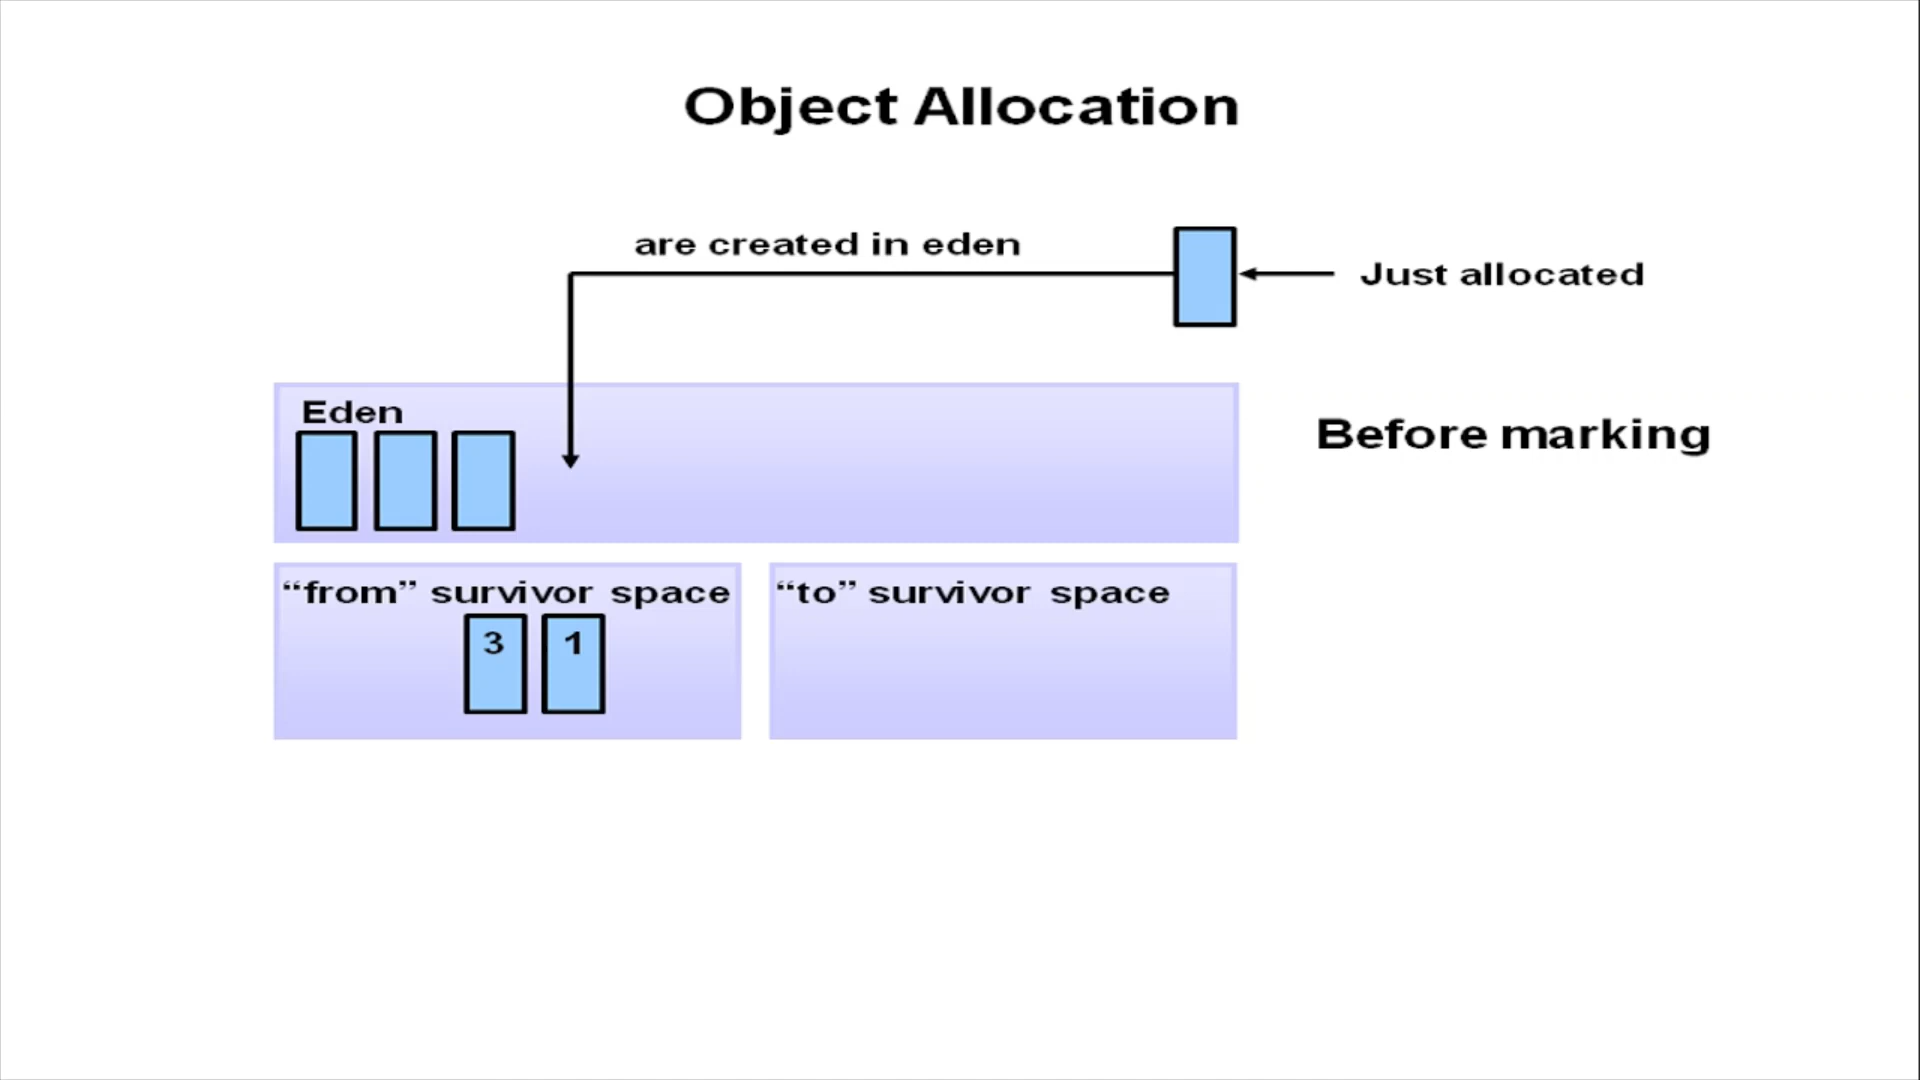 Object Allocation
are created in eden
Just allocated
Eden
Before marking
“from” survivor space
“to” survivor space
3
1